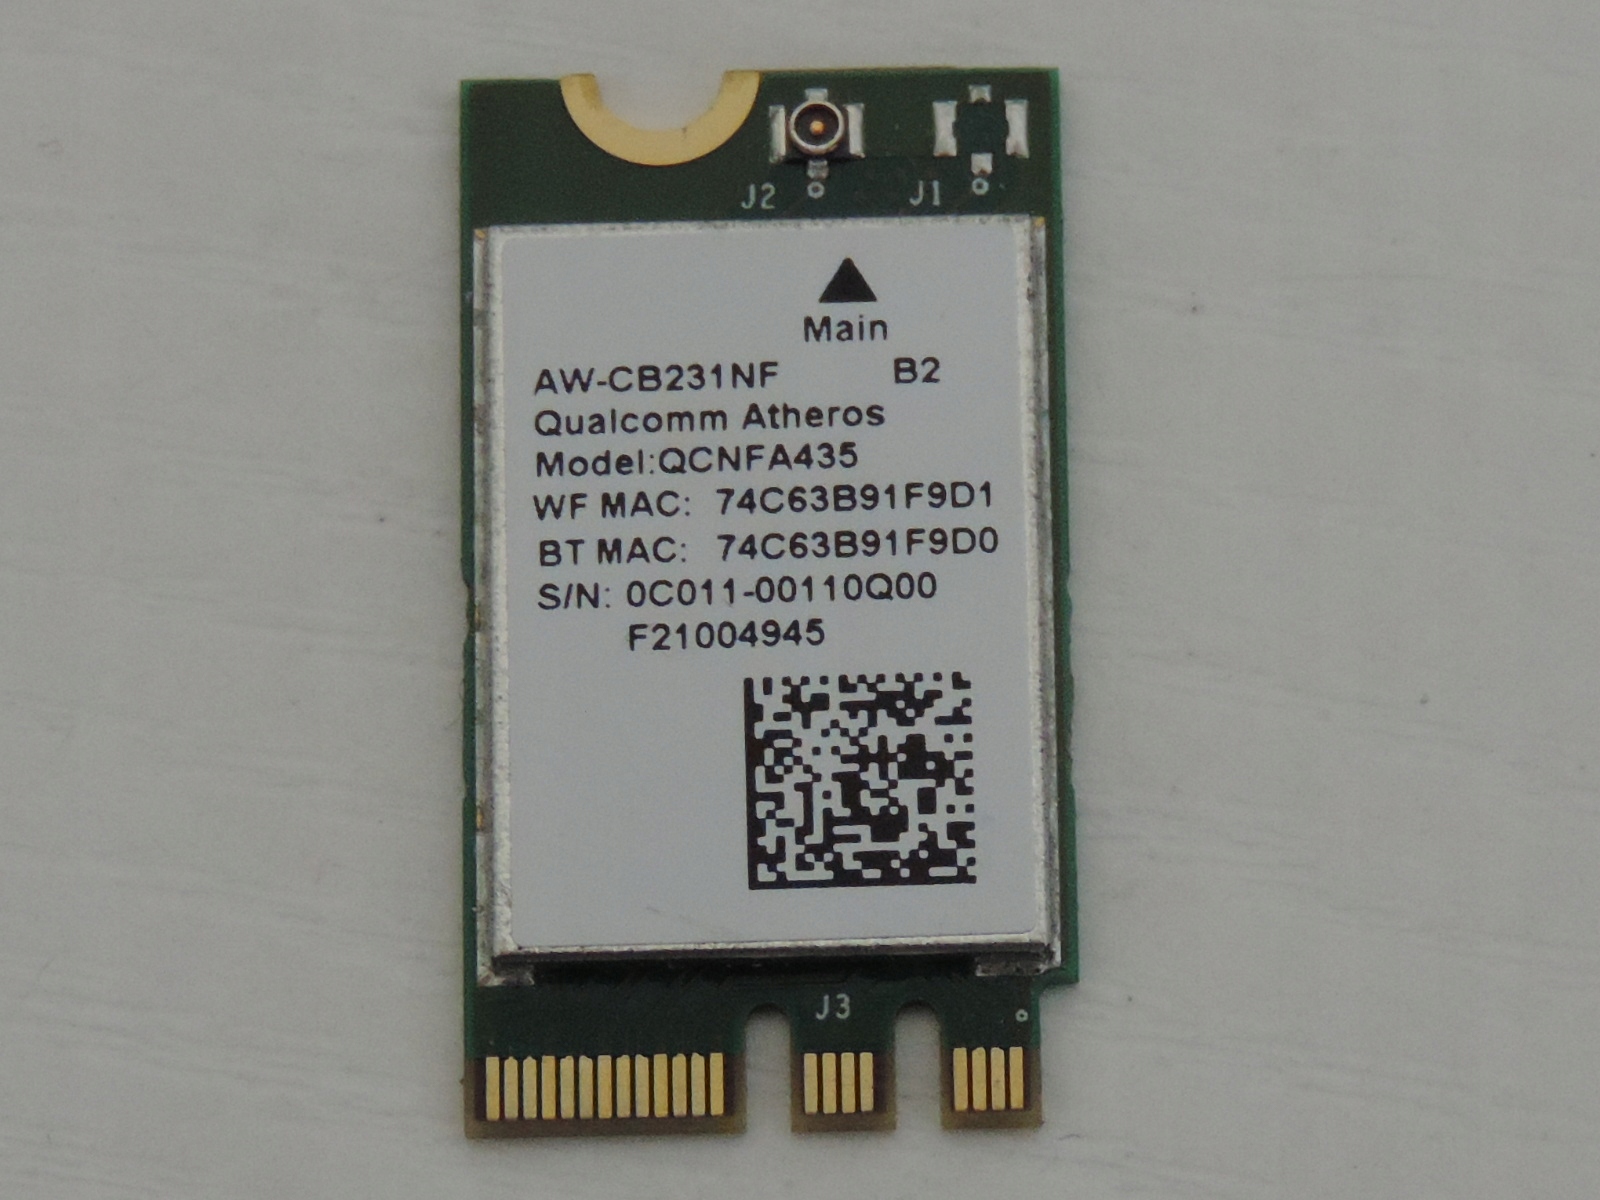 J2 J1
Main
AW-CB231NF B2
Qualcomm Atheros
Model:QCNFA435
WF MAC: 74C63B91F9D1
BT MAC: 74C63B91F9D0
S/N: 0C011-00110Q00
F21004945
J3